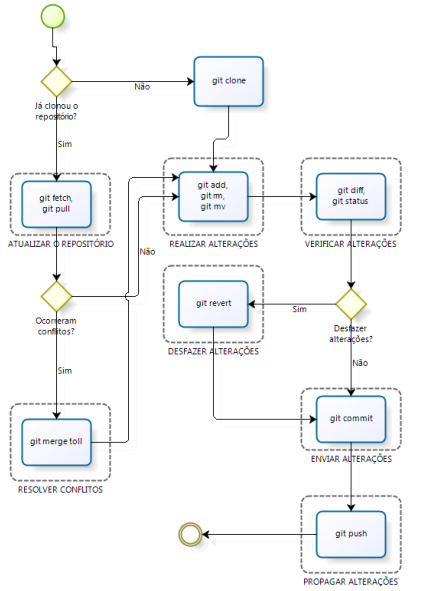 git clone
Não
Já clonou o
repositório?
Sim
git fetch,
git pull
ATUALIZAR O REPOSITÓRIO
git add,
git rm,
git mv
REALIZAR ALTERAÇÕES
git diff,
git status
VERIFICAR ALTERAÇÕES
Não
Ocorreram
conflitos?
Sim
git revert
DESFAZER ALTERAÇÕES
Sim
Desfazer
alterações?
Não
git merge toll
RESOLVER CONFLITOS
git commit
ENVIAR ALTERAÇÕES
git push
PROPAGAR ALTERAÇÕES